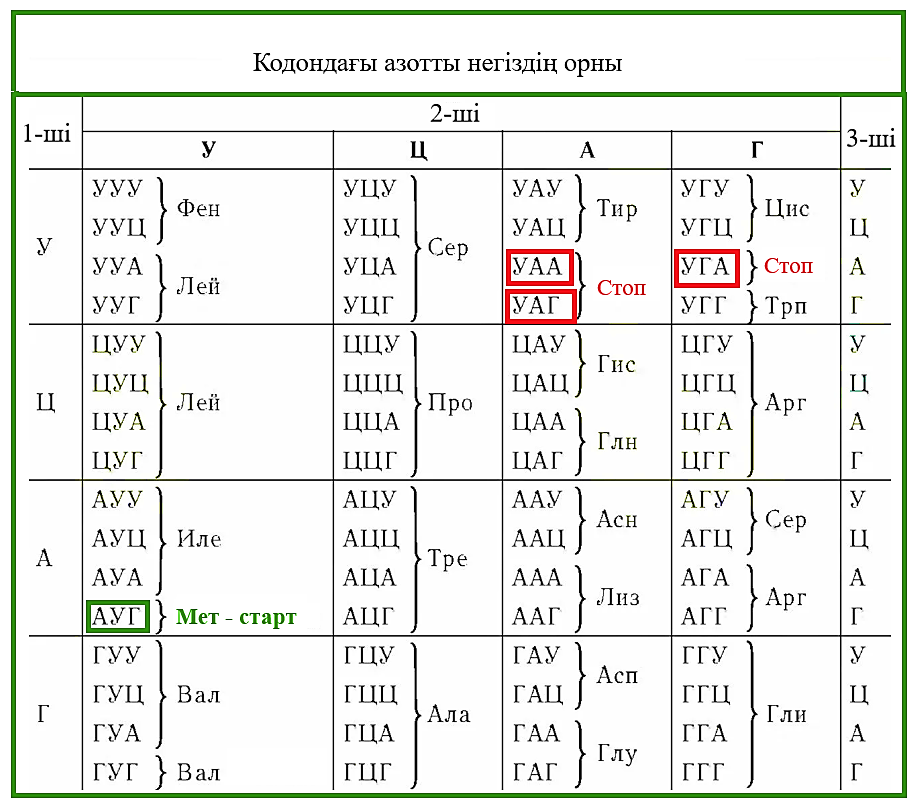 Кодондағы азотты негіздің орны
1-ші 2-ші 3-ші
У Ц А Г
У УУУ Фен УЦУ Сер УАУ Тир УГУ Цис У
УУЦ УЦЦ УАЦ УГЦ Ц
УУА Лей УЦА УАА Стоп УГА Стоп А
УУГ УЦГ УАГ УГГ Трп Г
Ц ЦУУ Лей ЦЦУ Про ЦАУ Гис ЦГУ Арг У
ЦУЦ ЦЦЦ ЦАЦ ЦГЦ Ц
ЦУА ЦЦА ЦАА Глн ЦГА А
ЦУГ ЦЦГ ЦАГ ЦГГ Г
А АУУ Иле АЦУ Тре ААУ Асн АГУ Сер У
АУЦ АЦЦ ААЦ АГЦ Ц
АУА АЦА ААА Лиз АГА Арг А
АУГ Мет - старт АЦГ ААГ АГГ Г
Г ГУУ Вал ГЦУ Ала ГАУ Асп ГГУ Гли У
ГУЦ ГЦЦ ГАЦ ГГЦ Ц
ГУА ГЦА ГАА Глу ГГА А
ГУГ Вал ГЦГ ГАГ ГГГ Г